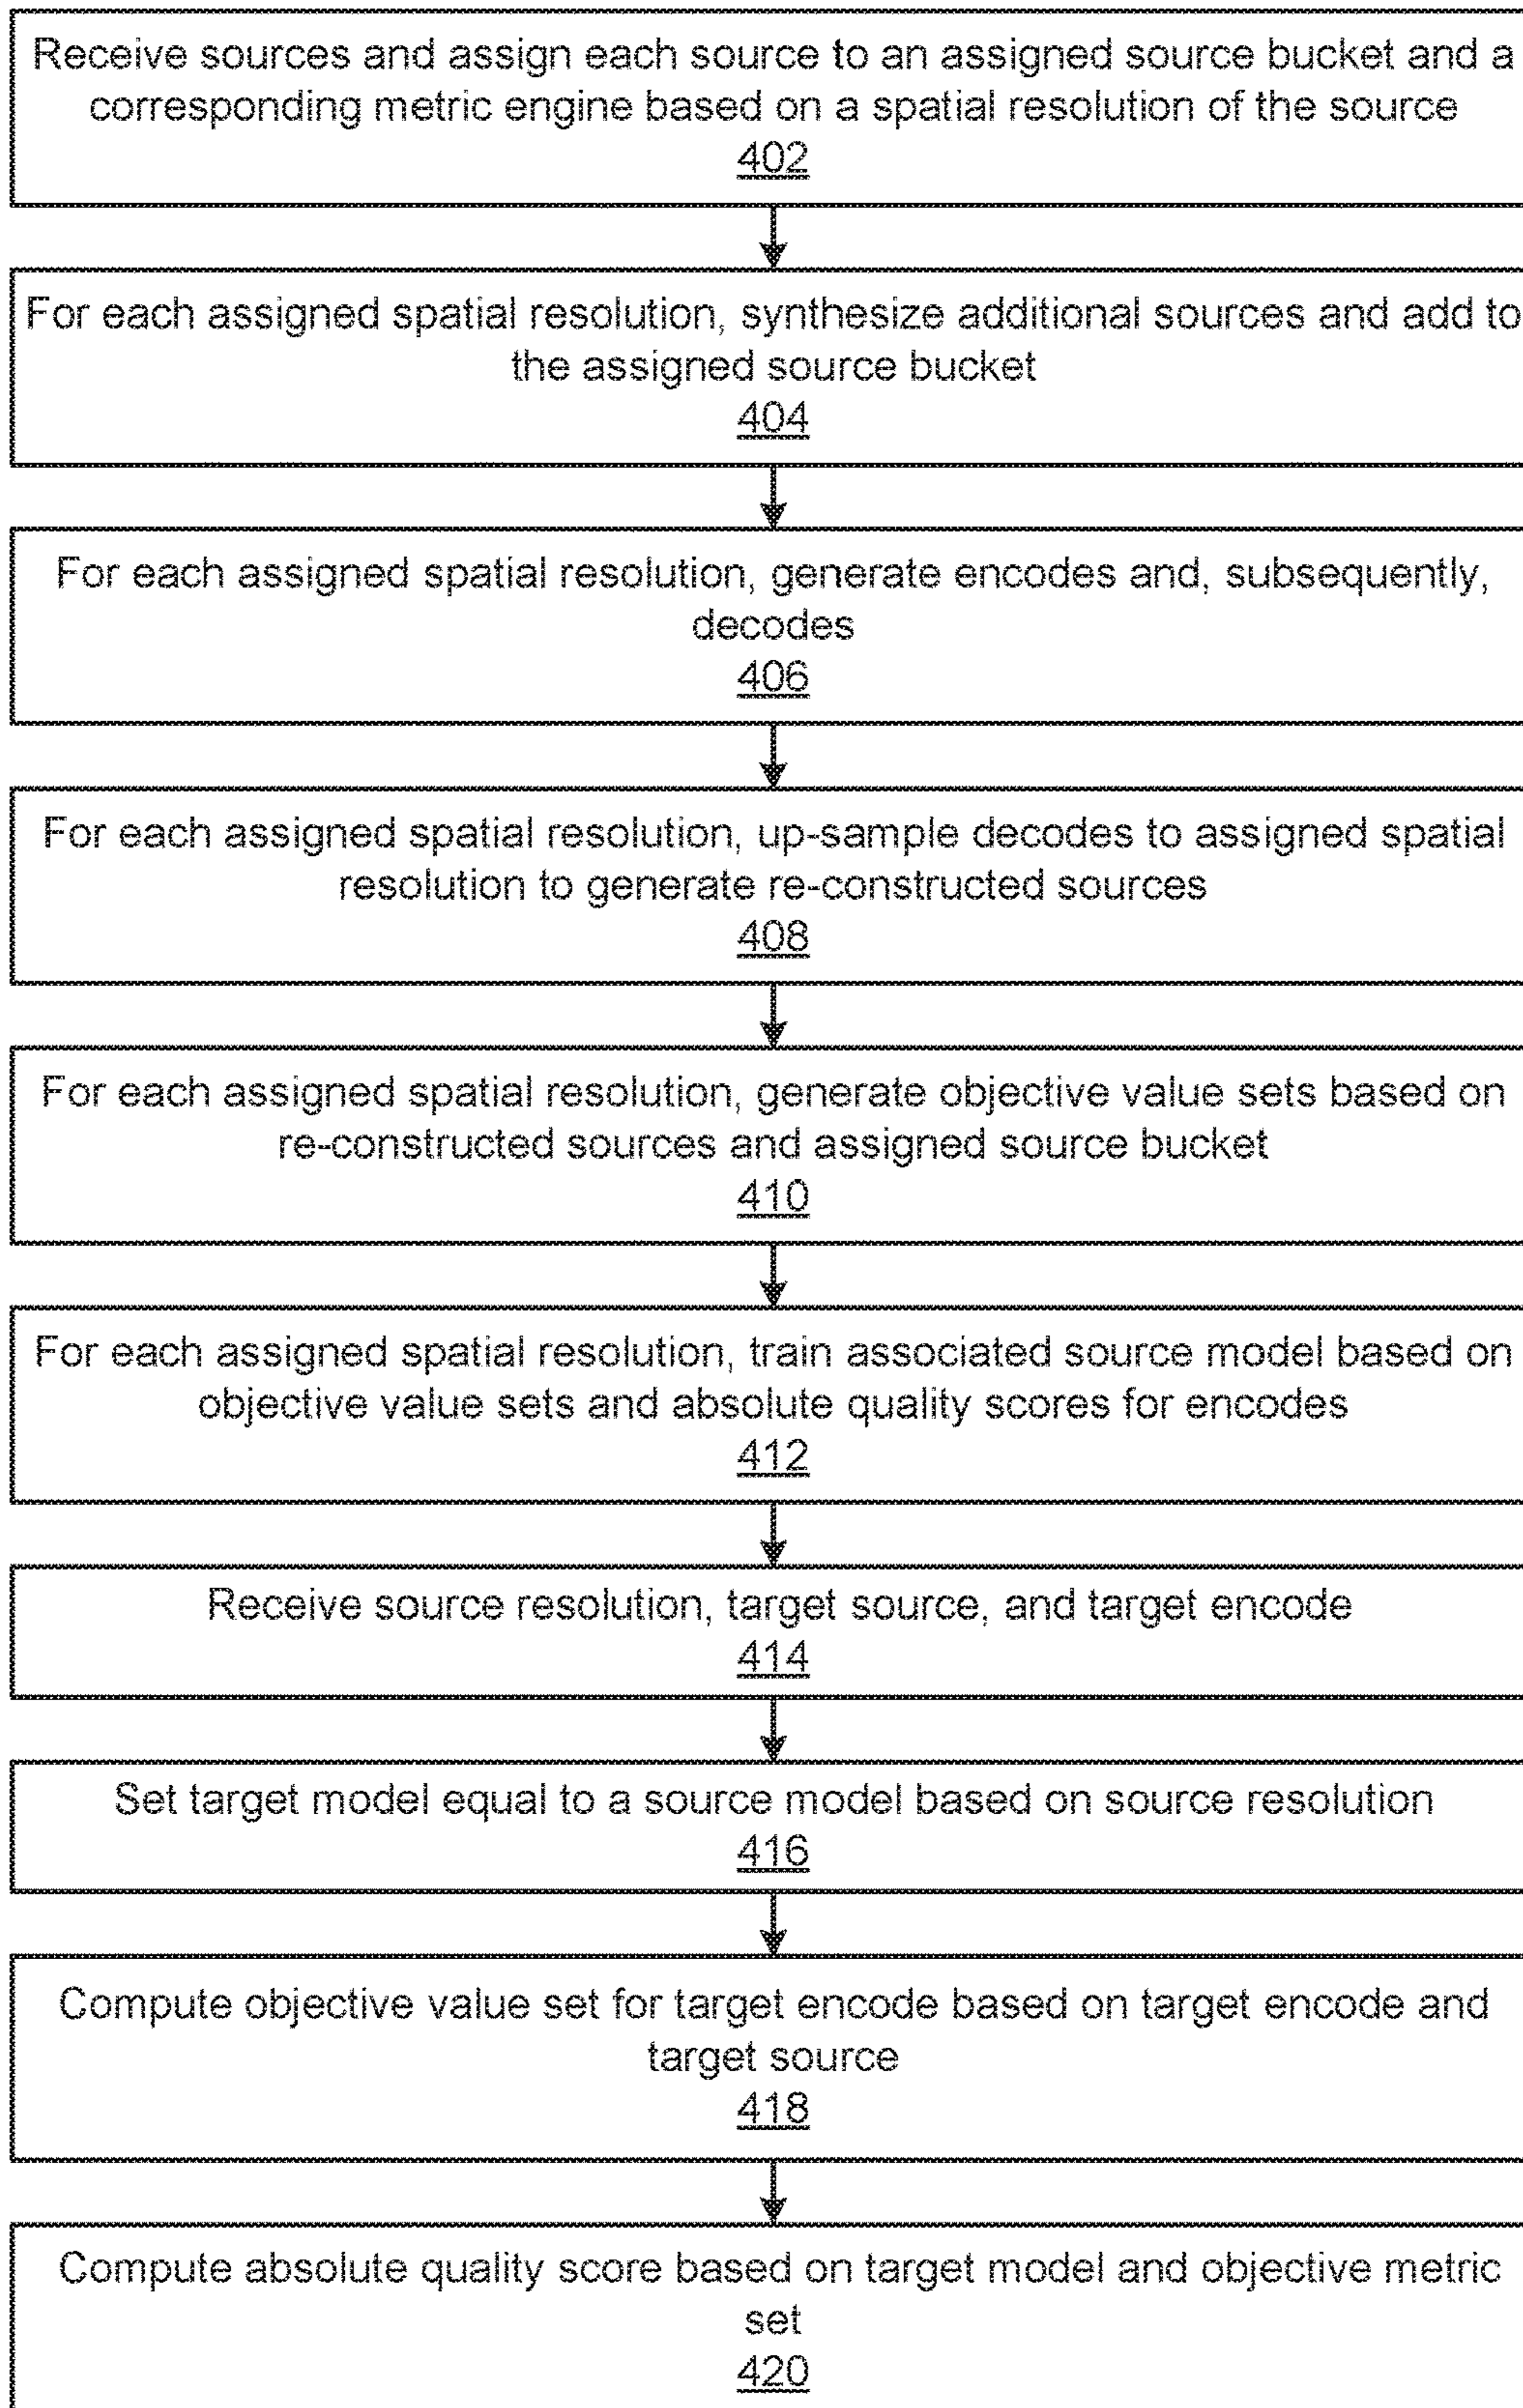 Receive sources and assign each source to an assigned source bucket and a
corresponding metric engine based on a spatial resolution of the source
402
For each assigned spatial resolution, synthesize additional sources and add to
the assigned source bucket
404
For each assigned spatial resolution, generate encodes and, subsequently,
decodes
406
For each assigned spatial resolution, up-sample decodes to assigned spatial
resolution to generate re-constructed sources
408
For each assigned spatial resolution, generate objective value sets based on
re-constructed sources and assigned source bucket
410
For each assigned spatial resolution, train associated source model based on
objective value sets and absolute quality scores for encodes
412
Receive source resolution, target source, and target encode
414
Set target model equal to a source model based on source resolution
416
Compute objective value set for target encode based on target encode and
target source
418
Compute absolute quality score based on target model and objective metric
set
420